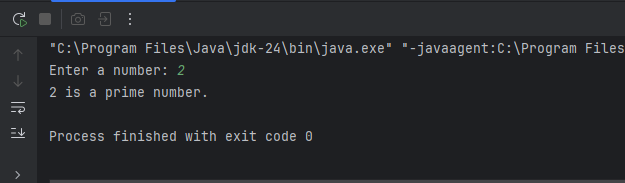 "C:\Program Files\Java\jdk-24\bin\java.exe" "-javaagent:C:\Program Files
Enter a number: 2
2 is a prime number.
Process finished with exit code 0